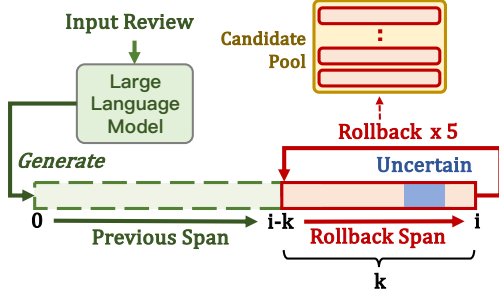 Input Review
Large
Language
Model
Candidate
Pool
:
Rollback x 5
Generate
Uncertain
0
i-k
i
Previous Span
Rollback Span
k